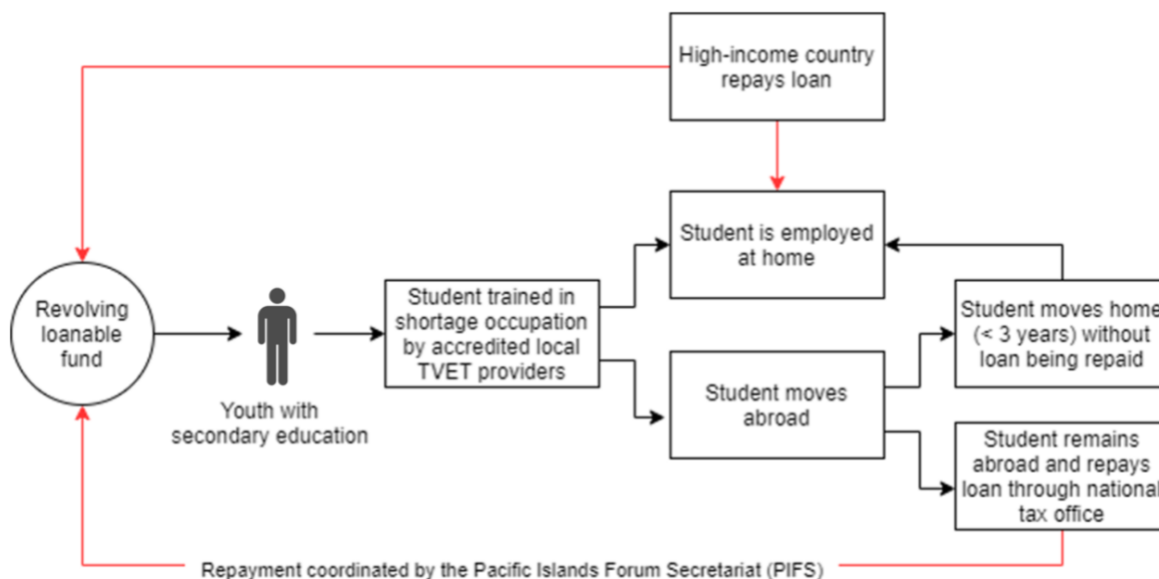 High-income country
repays loan
Student is employed
at home
Revolving
loanable
fund
Youth with
secondary education
Student trained in
shortage occupation
by accredited local
TVET providers
Student moves
abroad
Student moves home
(< 3 years) without
loan being repaid
Student remains
abroad and repays
loan through national
tax office
Repayment coordinated by the Pacific Islands Forum Secretariat (PIFS)